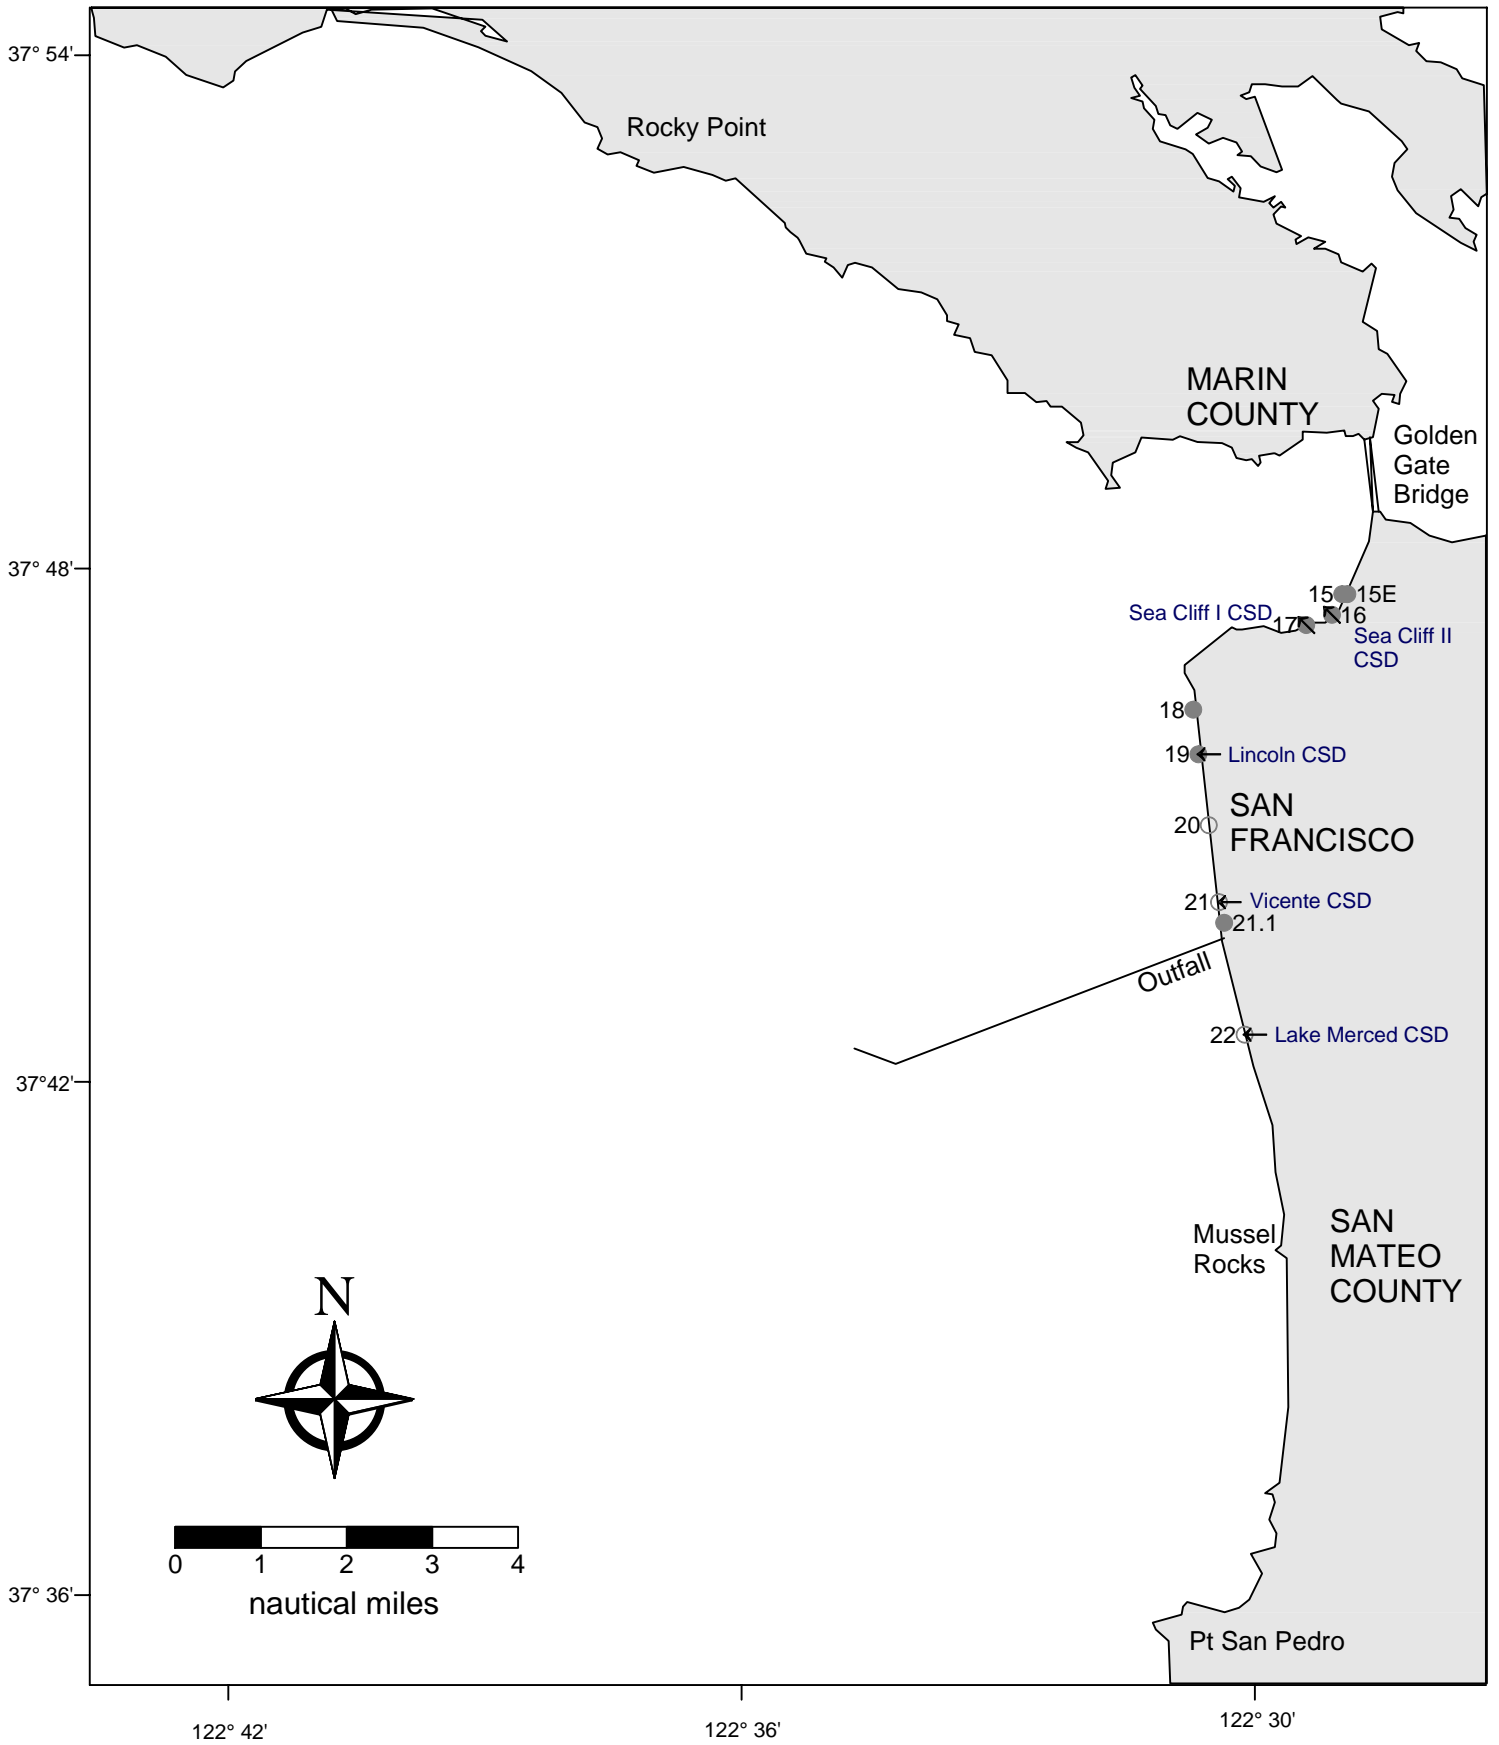 37° 54'
Rocky Point
MARIN
COUNTY
Golden
Gate
Bridge
37° 48'
15
15E
Sea Cliff I CSD
17
16
Sea Cliff II
CSD
18
19
Lincoln CSD
SAN
FRANCISCO
20
21
Vicente CSD
21.1
Outfall
22
Lake Merced CSD
37°42'
Mussel
Rocks
SAN
MATEO
COUNTY
N
0 1 2 3 4
nautical miles
37° 36'
Pt San Pedro
122° 42'
122° 36'
122° 30'